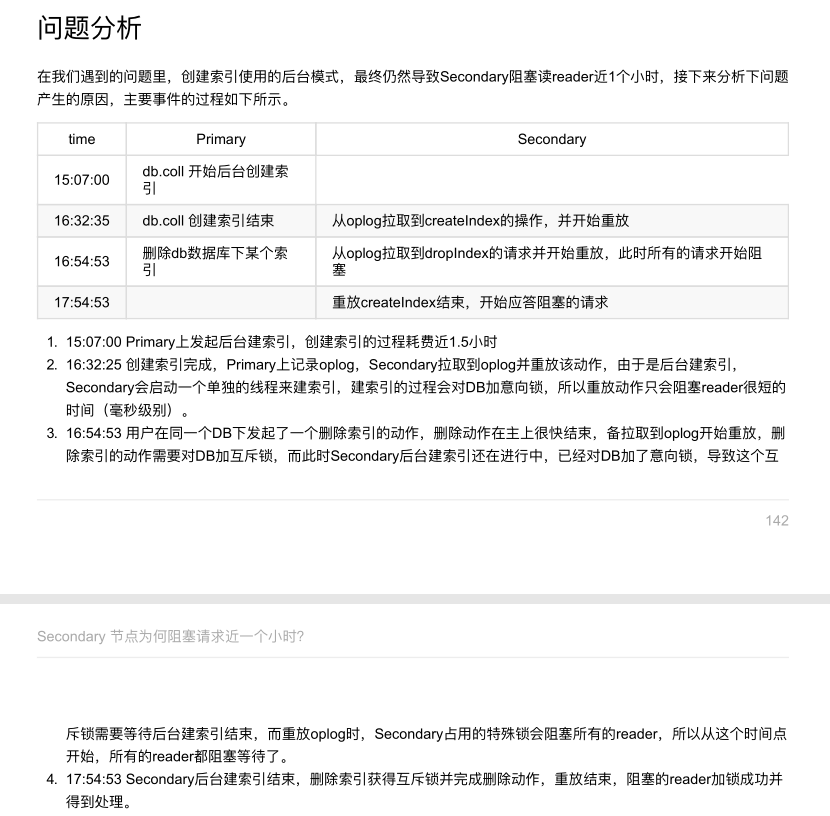 问题分析
在我们遇到的问题里，创建索引使用的后台模式，最终仍然导致Secondary阻塞读reader近1个小时，接下来分析下问题
产生的原因，主要事件的过程如下所示。
time Primary Secondary
15:07:00 db.coll 开始后台创建索
引
16:32:35 db.coll 创建索引结束 从oplog拉取到createIndex的操作，并开始重放
16:54:53 删除db数据库下某个索
引 从oplog拉取到dropIndex的请求并开始重放，此时所有的请求开始阻
塞
17:54:53 重放createIndex结束，开始应答阻塞的请求
1. 15:07:00 Primary上发起后台建索引，创建索引的过程耗费近1.5小时
2. 16:32:25 创建索引完成，Primary上记录oplog，Secondary拉取到oplog并重放该动作，由于是后台建索引，
Secondary会启动一个单独的线程来建索引，建索引的过程会对DB加意向锁，所以重放动作只会阻塞reader很短的
时间（毫秒级别）。
3. 16:54:53 用户在同一个DB下发起了一个删除索引的动作，删除动作在主上很快结束，备拉取到oplog开始重放，删
除索引的动作需要对DB加互斥锁，而此时Secondary后台建索引还在进行中，已经对DB加了意向锁，导致这个互
142
Secondary 节点为何阻塞请求近一个小时?
斥锁需要等待后台建索引结束，而重放oplog时，Secondary占用的特殊锁会阻塞所有的reader，所以从这个时间点
开始，所有的reader都阻塞等待了。
4. 17:54:53 Secondary后台建索引结束，删除索引获得互斥锁并完成删除动作，重放结束，阻塞的reader加锁成功并
得到处理。